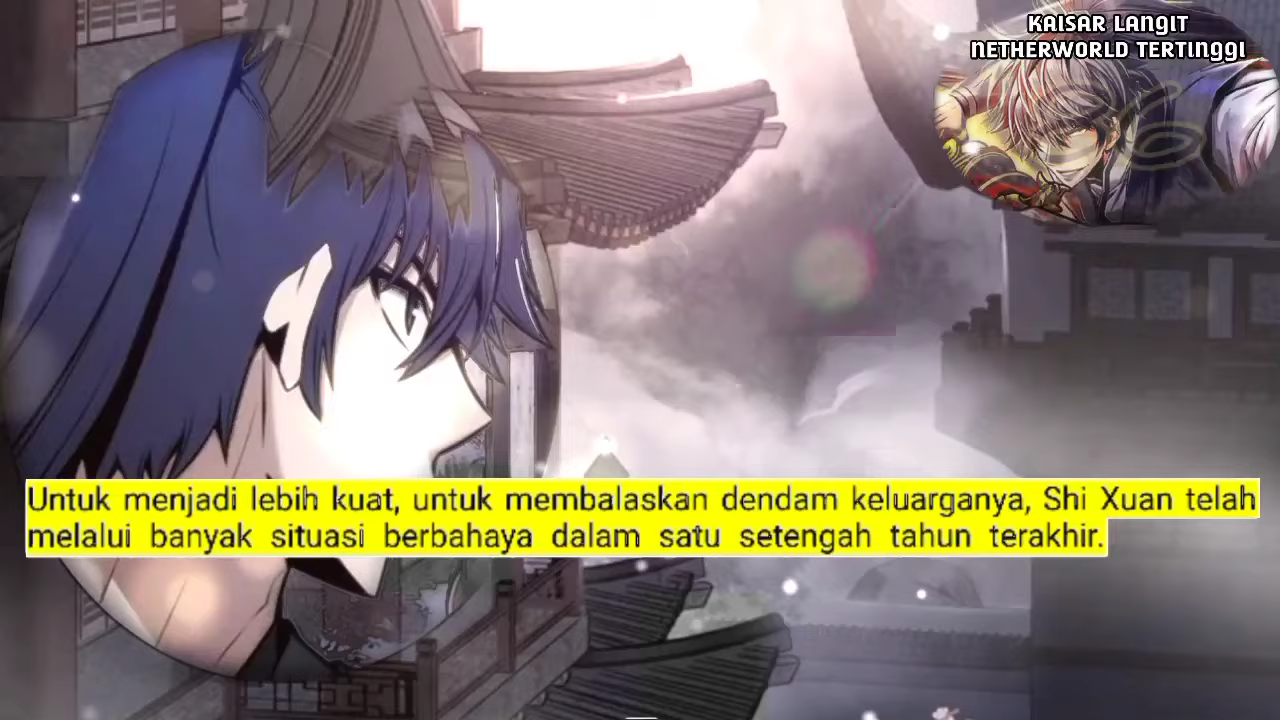 KAISAR LANGIT
NETHERWORLD TERTINGGI
Untuk menjadi lebih kuat, untuk membalaskan dendam keluarganya, Shi Xuan telah
melalui banyak situasi berbahaya dalam satu setengah tahun terakhir.